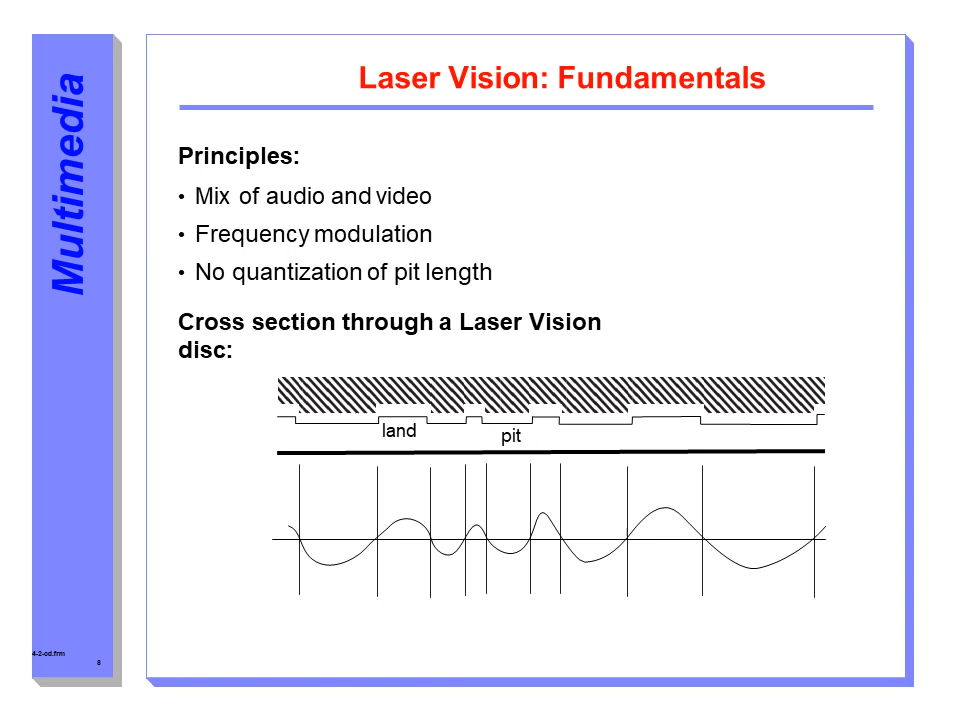 Multimedia
Laser Vision: Fundamentals
Principles:
• Mix of audio and video
• Frequency modulation
• No quantization of pit length
Cross section through a Laser Vision
disc:
land
pit
4-2-od.frm
8